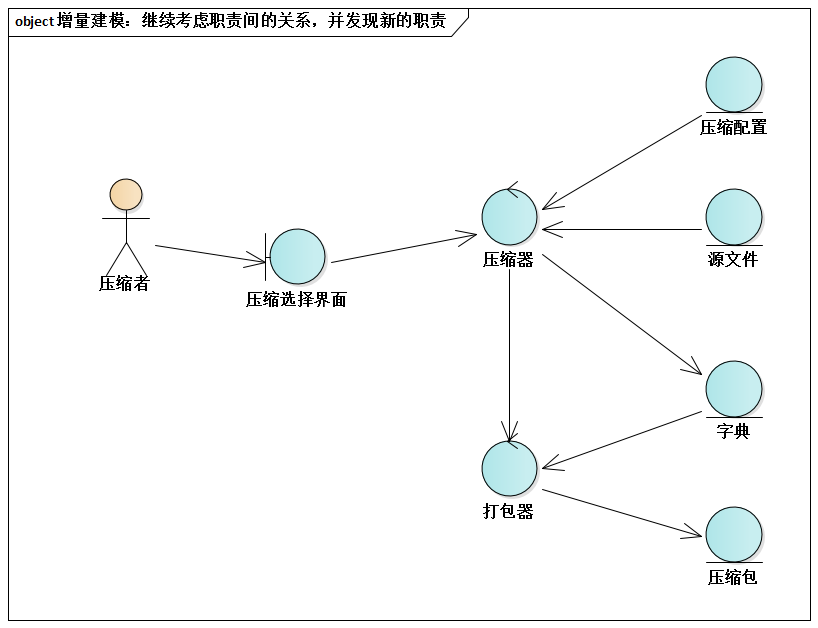 object 增量建模：继续考虑职责间的关系，并发现新的职责
压缩配置
压缩者
压缩选择界面
压缩器
源文件
字典
打包器
压缩包